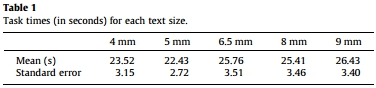 Table 1
Task times (in seconds) for each text size.
4 mm 5 mm 6.5 mm 8 mm 9 mm
Mean (s) 23.52 22.43 25.76 25.41 26.43
Standard error 3.15 2.72 3.51 3.46 3.40